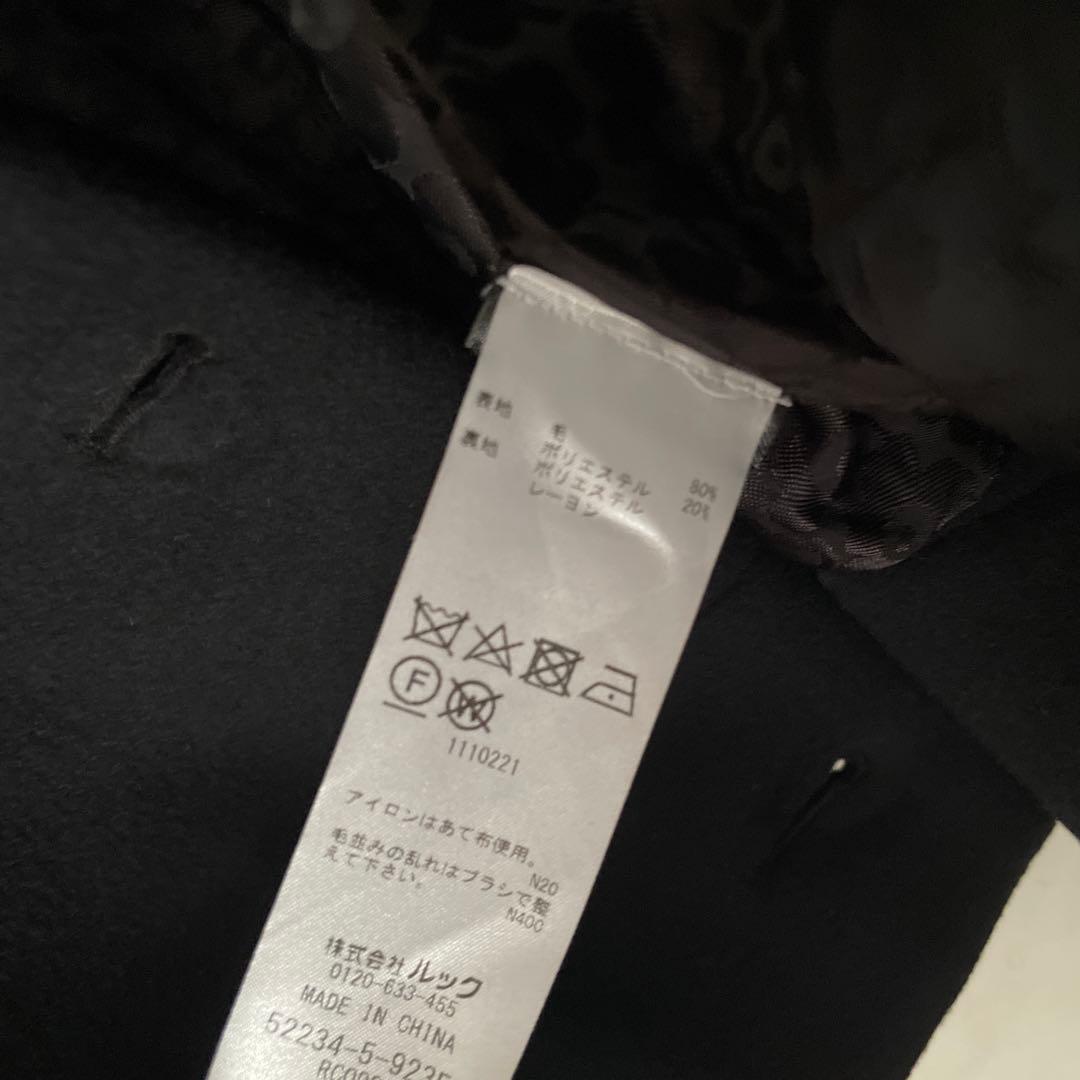 表地 毛 80%
ポリエステル 20%
裏地 ポリエステル
レーヨン
F
W
1110221
アイロンはあて布使用。
N20
毛並みの乱れはブラシで整
えて下さい。
N400
株式会社 ルック
0120-633-455
MADE IN CHINA
52234-5-9235